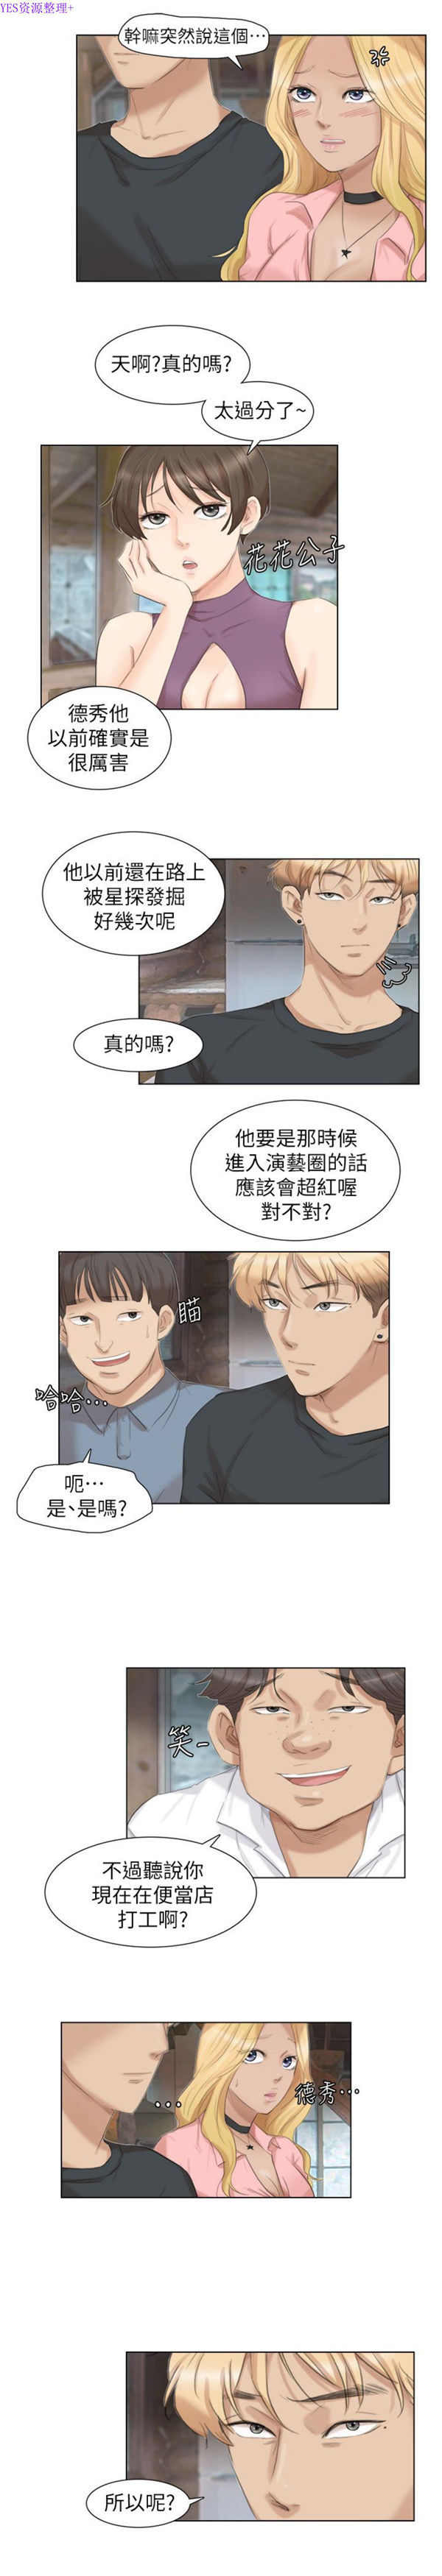 YES资源整理+
幹嘛突然說這個…
天啊?真的嗎?
太過分了~
花花公子
德秀他
以前確實是
很厲害
他以前還在路上
被星探發掘
好幾次呢
真的嗎?
他要是那時候
進入演藝圈的話
應該會超紅喔
對不對?
瞄
哈哈…
呃…
是、是嗎?
笑-
不過聽說你
現在在便當店
打工啊?
…
德秀…
所以呢?